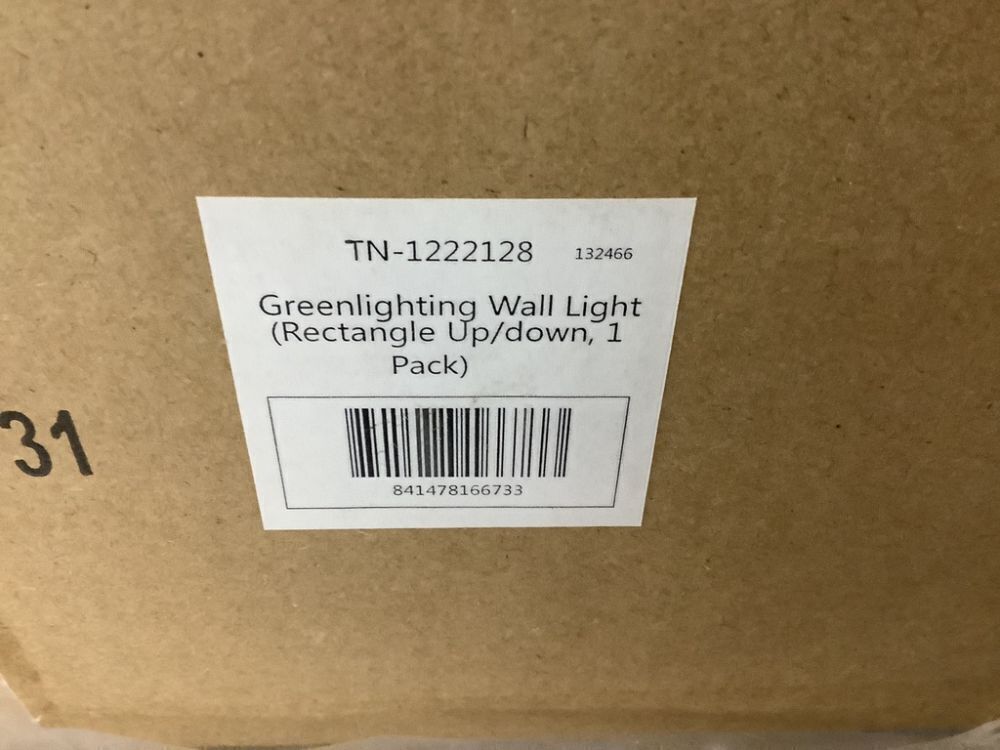 TN-1222128 132466
Greenlighting Wall Light
(Rectangle Up/down, 1
Pack)
31
841478166733